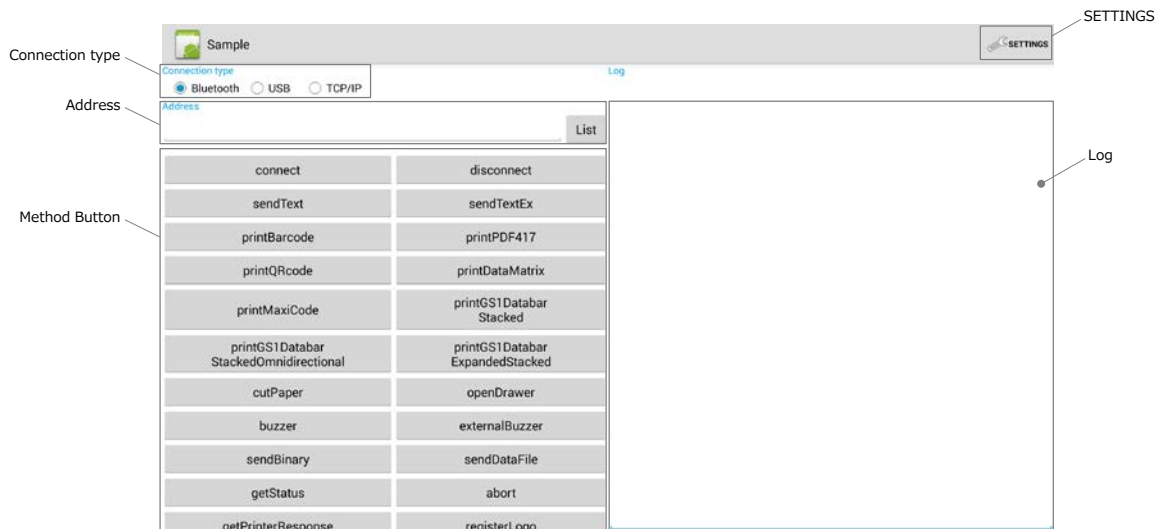 SETTINGS
Sample
SETTINGS
Connection type
Connection type
Log
Bluetooth USB TCP/IP
Address
Address
List
Log
connect disconnect
sendText sendTextEx
Method Button
printBarcode printPDF417
printQRcode printDataMatrix
printMaxiCode
printGS1Databar
Stacked
printGS1Databar
StackedOmnidirectional
printGS1Databar
ExpandedStacked
cutPaper openDrawer
buzzer externalBuzzer
sendBinary sendDataFile
getStatus abort
getPrinterResponse registerLogo